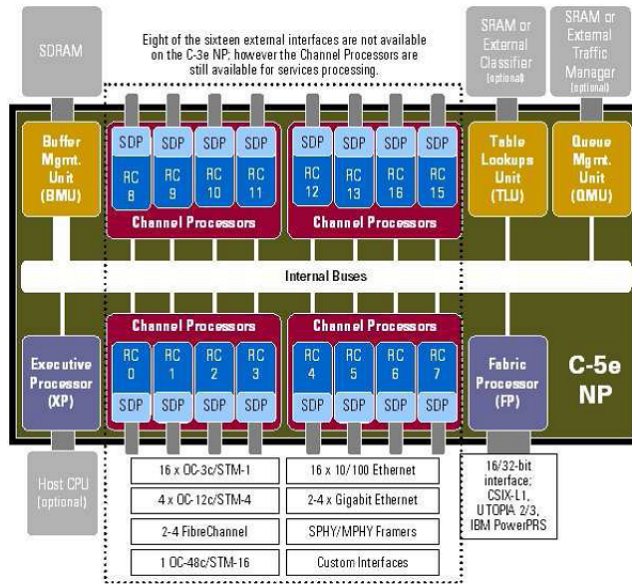 SDRAM
Eight of the sixteen external interfaces are not available
on the C-3e NP; however the Channel Processors are
still available for services processing.
SRAM or
External
Classifier
(optional)
SRAM or
External
Traffic
Manager
(optional)
Buffer
Mgmt.
Unit
(BMU)
SDP
RC
8
SDP
RC
9
SDP
RC
10
SDP
RC
11
Channel Processors
SDP
RC
12
SDP
RC
13
SDP
RC
16
SDP
RC
15
Channel Processors
Table
Lookups
Unit
(TLU)
Queue
Mgmt.
Unit
(QMU)
Internal Buses
Executive
Processor
(XP)
Channel Processors
RC
0
SDP
RC
1
SDP
RC
2
SDP
RC
3
SDP
Channel Processors
RC
4
SDP
RC
5
SDP
RC
6
SDP
RC
7
SDP
Fabric
Processor
(FP)
C-5e
NP
Host CPU
(optional)
16 x OC-3c/STM-1
4 x OC-12c/STM-4
2-4 FibreChannel
1 OC-48c/STM-16
16 x 10/100 Ethernet
2-4 x Gigabit Ethernet
SPHY/MPHY Framers
Custom Interfaces
16/32-bit
interface;
CSIX-L1,
UTOPIA 2/3,
IBM PowerPRS